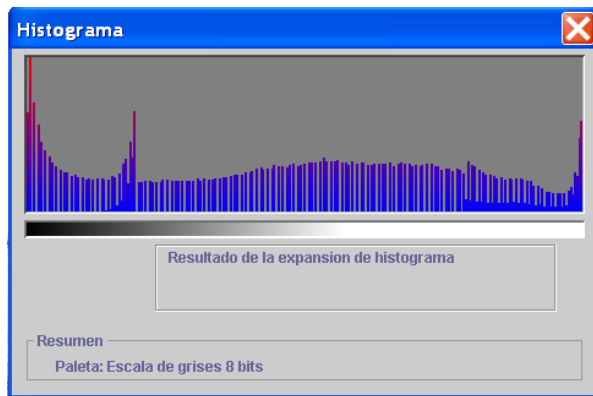 Histograma
Resultado de la expansion de histograma
Resumen
Paleta: Escala de grises 8 bits